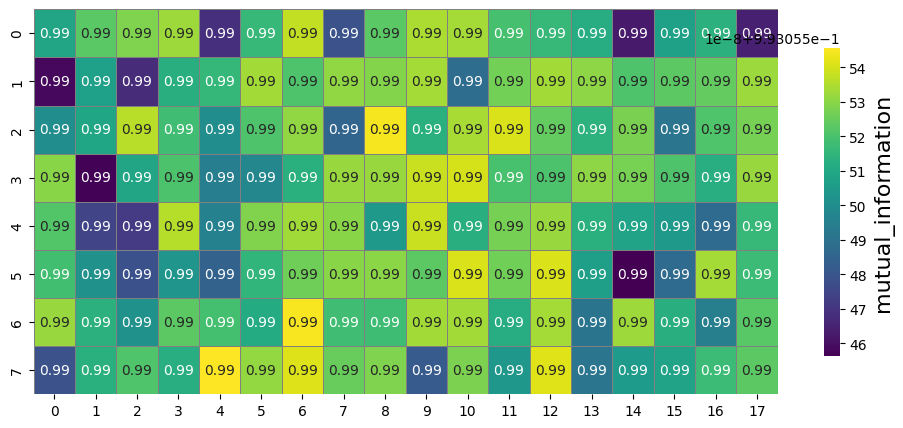 0 0.99 0.99 0.99 0.99 0.99 0.99 0.99 0.99 0.99 0.99 0.99 0.99 0.99 0.99 0.99 0.99 0.99 0.99
1 0.99 0.99 0.99 0.99 0.99 0.99 0.99 0.99 0.99 0.99 0.99 0.99 0.99 0.99 0.99 0.99 0.99 0.99
2 0.99 0.99 0.99 0.99 0.99 0.99 0.99 0.99 0.99 0.99 0.99 0.99 0.99 0.99 0.99 0.99 0.99 0.99
3 0.99 0.99 0.99 0.99 0.99 0.99 0.99 0.99 0.99 0.99 0.99 0.99 0.99 0.99 0.99 0.99 0.99 0.99
4 0.99 0.99 0.99 0.99 0.99 0.99 0.99 0.99 0.99 0.99 0.99 0.99 0.99 0.99 0.99 0.99 0.99 0.99
5 0.99 0.99 0.99 0.99 0.99 0.99 0.99 0.99 0.99 0.99 0.99 0.99 0.99 0.99 0.99 0.99 0.99 0.99
6 0.99 0.99 0.99 0.99 0.99 0.99 0.99 0.99 0.99 0.99 0.99 0.99 0.99 0.99 0.99 0.99 0.99 0.99
7 0.99 0.99 0.99 0.99 0.99 0.99 0.99 0.99 0.99 0.99 0.99 0.99 0.99 0.99 0.99 0.99 0.99 0.99
0 1 2 3 4 5 6 7 8 9 10 11 12 13 14 15 16 17
1e−8+9.93055e−1
54
53
52
51
50
49
48
47
46
mutual_information